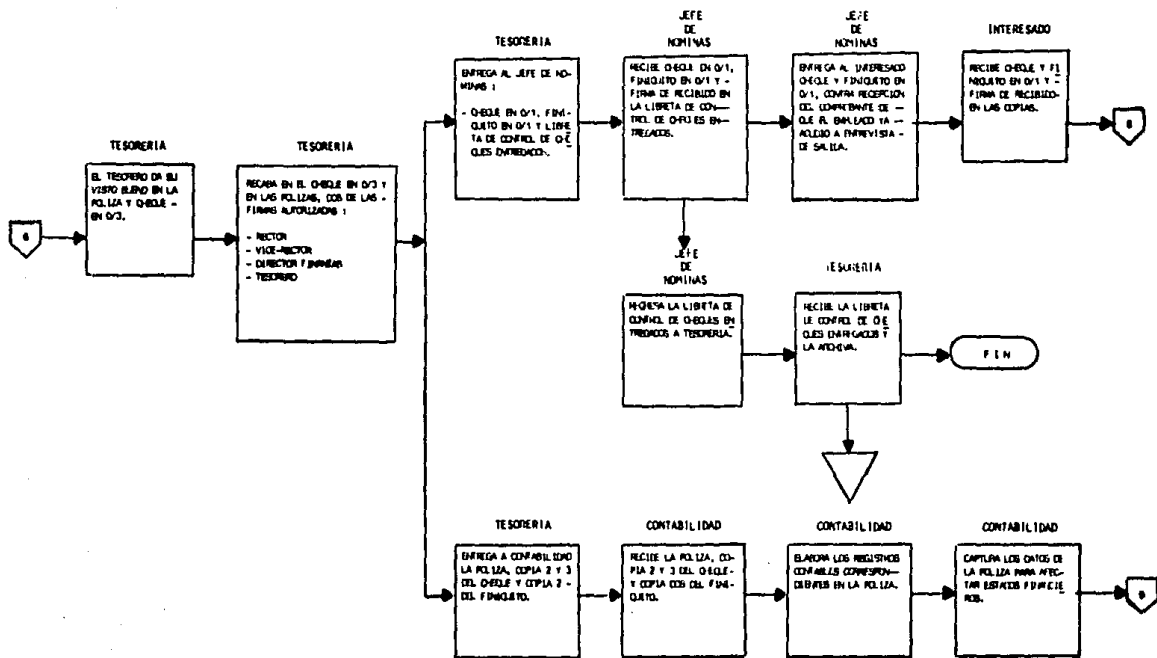 6
TESORERIA
EL TESORERO DA SU
VISTO BUENO EN LA
POLIZA Y CHEQUE -
EN O/3.
TESORERIA
RECABA EN EL CHEQUE EN O/3 Y
EN LAS POLIZAS, DOS DE LAS -
FIRMAS AUTORIZADAS :
- RECTOR
- VICE-RECTOR
- DIRECTOR FINANZAS
- TESORERO
TESORERIA
ENTREGA AL JEFE DE NO-
MINAS :
- CHEQUE EN O/1, FINI-
QUITO EN O/1 Y LIBRE
TA DE CONTROL DE CHE
QUES ENTREGADOS.
JEFE
DE
NOMINAS
RECIBE CHEQUE EN O/1,
FINIQUITO EN O/1 Y -
FIRMA DE RECIBIDO EN
LA LIBRETA DE CON—
TROL DE CHEQUES EN-
TREGADOS.
JEFE
DE
NOMINAS
ENTREGA AL INTERESADO
CHEQUE Y FINIQUITO EN
O/1, CONTRA RECEPCION
DEL COMPROBANTE DE —
QUE EL EMPLEADO YA —
ACUDIO A ENTREVISTA -
DE SALIDA.
INTERESADO
RECIBE CHEQUE Y FI
NIQUITO EN O/1 Y -
FIRMA DE RECIBIDO-
EN LAS COPIAS.
JEFE
DE
NOMINAS
REGRESA LA LIBRETA DE
CONTROL DE CHEQUES EN
TREGADOS A TESORERIA.
TESORERIA
RECIBE LA LIBRETA
DE CONTROL DE CHE
QUES ENTREGADOS Y
LA ARCHIVA.
F I N
TESORERIA
ENTREGA A CONTABILIDAD
LA POLIZA, COPIA 2 Y 3
DEL CHEQUE Y COPIA 2 -
DEL FINIQUITO.
CONTABILIDAD
RECIBE LA POLIZA, CO-
PIA 2 Y 3 DEL CHEQUE-
Y COPIA DOS DEL FINI-
QUITO.
CONTABILIDAD
ELABORA LOS REGISTROS
CONTABLES CORRESPON—
DIENTES EN LA POLIZA.
CONTABILIDAD
CAPTURA LOS DATOS DE
LA POLIZA PARA AFEC-
TAR ESTADOS FINANCIE
ROS.